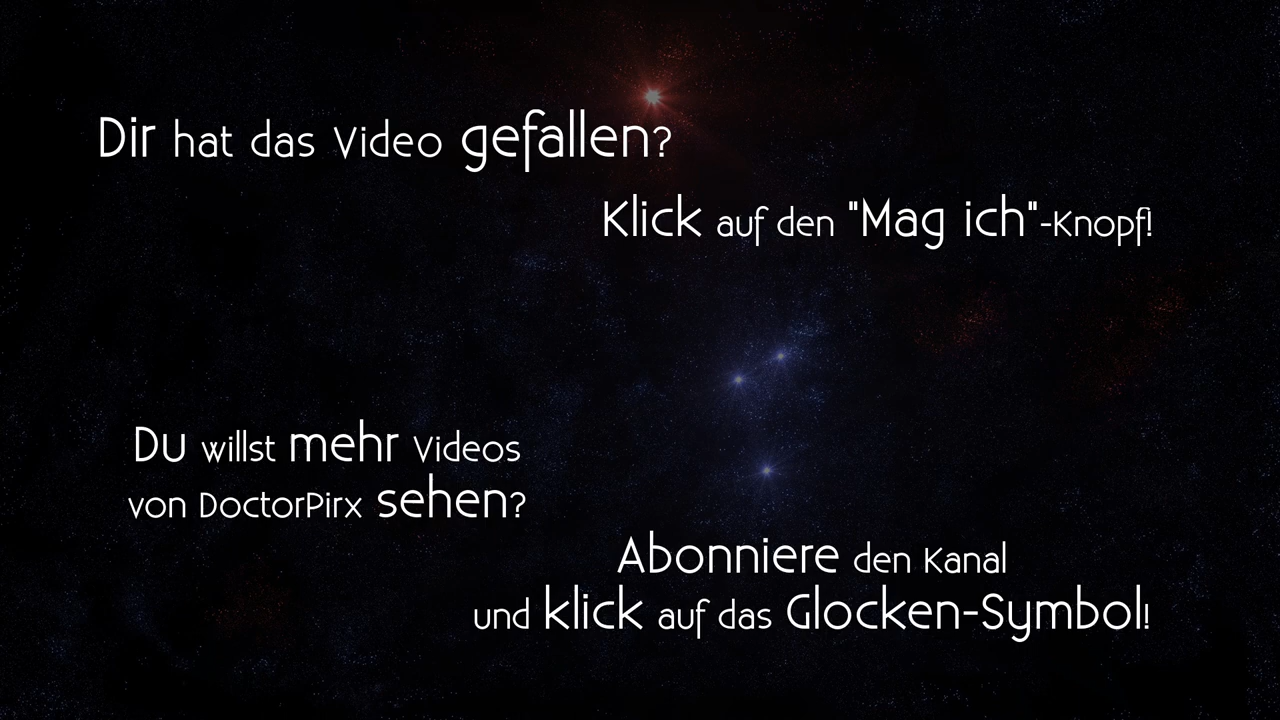 Dir hat das Video gefallen?
Klick auf den "Mag ich"-Knopf!
Du willst mehr Videos
von DoctorPirx sehen?
Abonniere den Kanal
und klick auf das Glocken-Symbol!